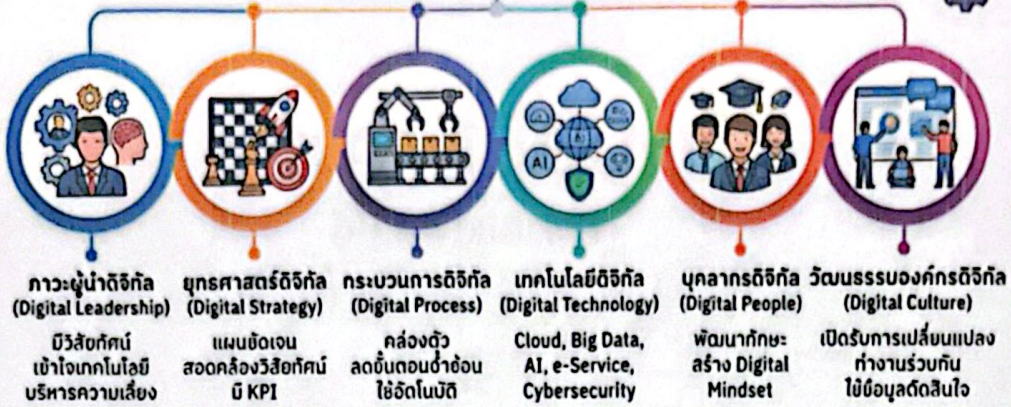 ภาวะผู้นำดิจิทัล
(Digital Leadership)
มีวิสัยทัศน์
เข้าใจเทคโนโลยี
บริหารความเสี่ยง
ยุทธศาสตร์ดิจิทัล
(Digital Strategy)
แผนชัดเจน
สอดคล้องวิสัยทัศน์
มี KPI
กระบวนการดิจิทัล
(Digital Process)
คล่องตัว
ลดขั้นตอนซ้ำซ้อน
ใช้อัตโนมัติ
AI
เทคโนโลยีดิจิทัล
(Digital Technology)
Cloud, Big Data,
AI, e-Service,
Cybersecurity
บุคลากรดิจิทัล
(Digital People)
พัฒนาทักษะ
สร้าง Digital
Mindset
วัฒนธรรมองค์กรดิจิทัล
(Digital Culture)
เปิดรับการเปลี่ยนแปลง
ทำงานร่วมกัน
ใช้ข้อมูลตัดสินใจ